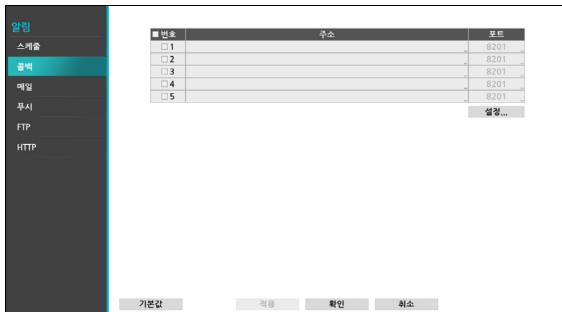 알림
스케줄
콜백
메일
푸시
FTP
HTTP
번호 주소 포트
1 8201
2 8201
3 8201
4 8201
5 8201
설정...
기본값 적용 확인 취소